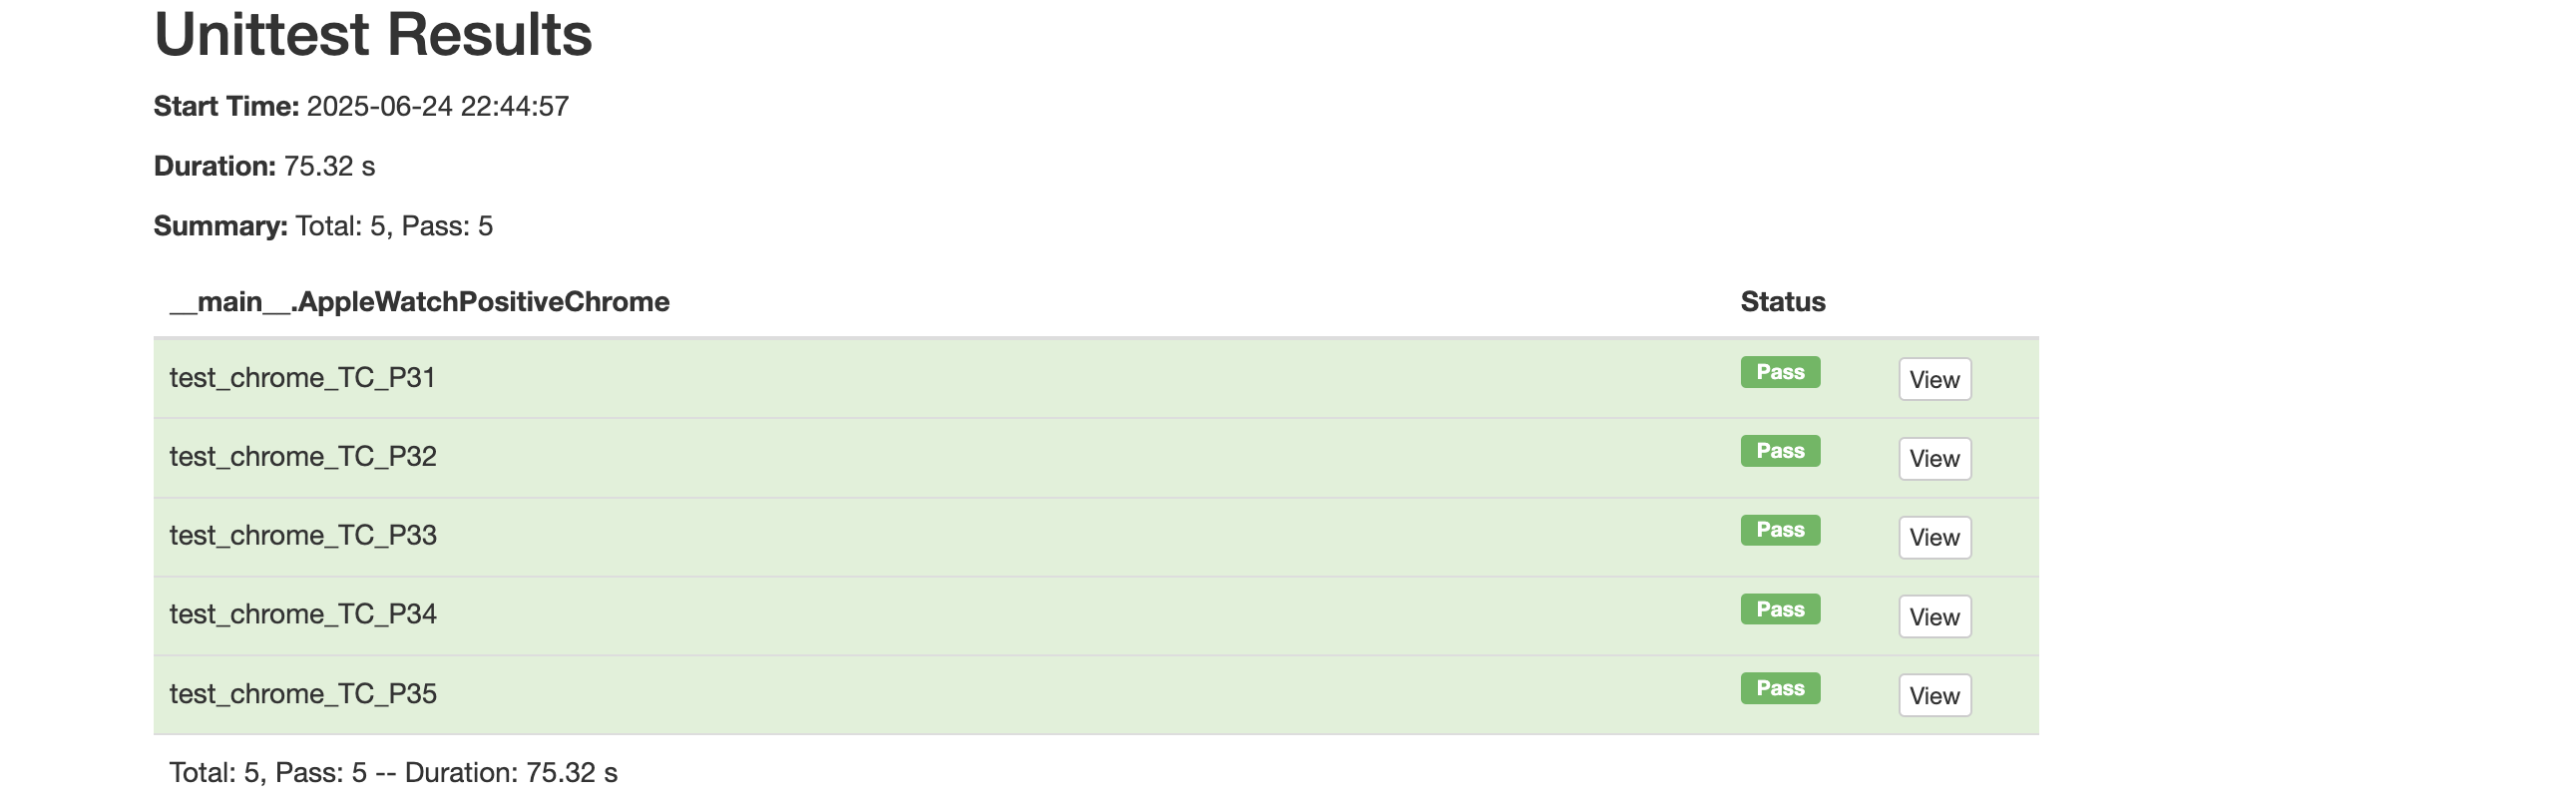 Unittest Results
Start Time: 2025-06-24 22:44:57
Duration: 75.32 s
Summary: Total: 5, Pass: 5
__main__.AppleWatchPositiveChrome Status
test_chrome_TC_P31 Pass View
test_chrome_TC_P32 Pass View
test_chrome_TC_P33 Pass View
test_chrome_TC_P34 Pass View
test_chrome_TC_P35 Pass View
Total: 5, Pass: 5 -- Duration: 75.32 s